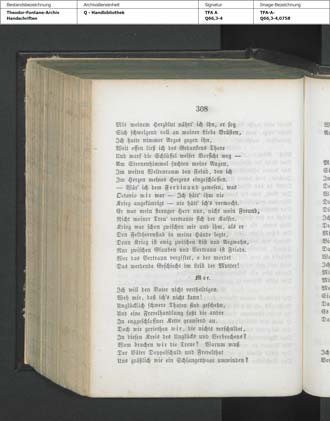 Bestandsbezeichnung
Archivalieneinheit
Signatur
Image-Bezeichnung
Theodor-Fontane-Archiv
Handschriften
Q - Handbibliothek
TFA A
Q66,3-4
TFA-A-
Q66,3-4,0758
308
Mit meinem Herzblut nährt' ich ihn, er sog
Sich schwelgend voll an meiner Liebe Brüsten,
Ich hatte nimmer Arges gegen ihn,
Weit offen ließ ich des Gedankens Thore
Und warf die Schlüssel weiser Vorsicht weg —
Am Sternenhimmel suchten meine Augen,
Im weiten Weltenraum den Feind, den ich
Im Herzen meines Herzens eingeschlossen.
— Wär' ich dem Ferdinand gewesen, was
Octavio mir war — Ich hätt' ihm nie
Krieg angekündigt — nie hätt' ich's vermocht.
Er war mein strenger Herr nur, nicht mein Freund,
Nicht meiner Treu' vertraute sich der Kaiser.
Krieg war schon zwischen mir und ihm, als er
Den Feldherrnstab in meine Hände legte,
Denn Krieg ist ewig zwischen List und Argwohn,
Nur zwischen Glauben und Vertraun ist Friede.
Wer das Vertraun vergiftet, o der mordet
Das werdende Geschlecht im Leib der Mutter!
Max.
Ich will den Vater nicht vertheidigen.
Weh mir, daß ich's nicht kann!
Unglücklich schwere Thaten sind geschehn,
Und eine Frevelhandlung faßt die andre
In enggeschloßner Kette grausend an.
Doch wie geriethen wir, die nichts verschuldet,
In diesen Kreis des Unglücks und Verbrechens?
Wem brachen wir die Treue? Warum muß
Der Väter Doppelschuld und Frevelthat
Uns gräßlich wie ein Schlangenpaar umwinden?